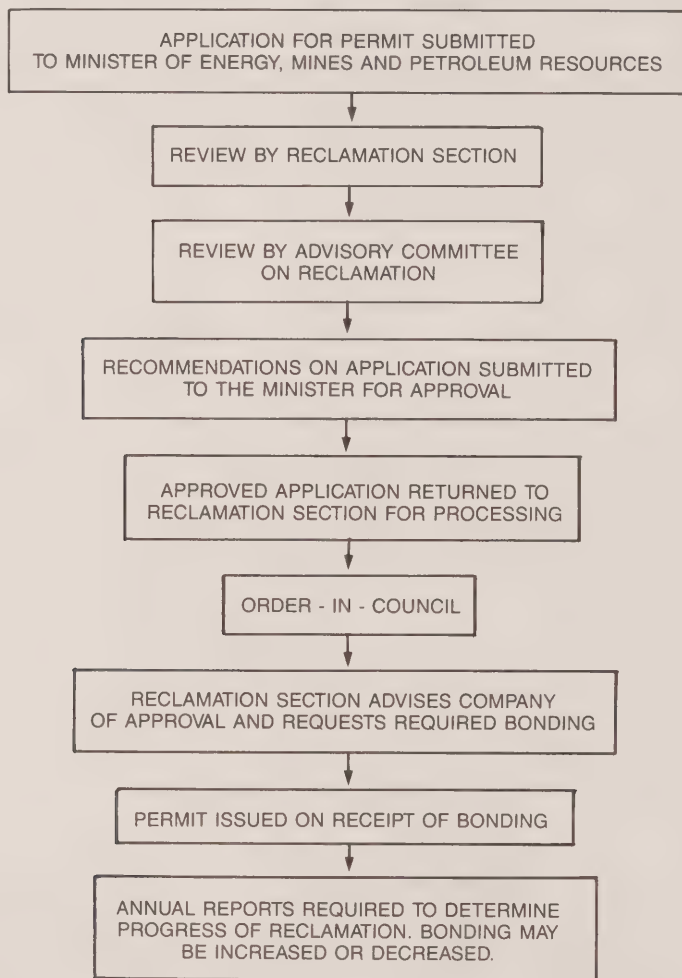 APPLICATION FOR PERMIT SUBMITTED
TO MINISTER OF ENERGY, MINES AND PETROLEUM RESOURCES
REVIEW BY RECLAMATION SECTION
REVIEW BY ADVISORY COMMITTEE
ON RECLAMATION
RECOMMENDATIONS ON APPLICATION SUBMITTED
TO THE MINISTER FOR APPROVAL
APPROVED APPLICATION RETURNED TO
RECLAMATION SECTION FOR PROCESSING
ORDER - IN - COUNCIL
RECLAMATION SECTION ADVISES COMPANY
OF APPROVAL AND REQUESTS REQUIRED BONDING
PERMIT ISSUED ON RECEIPT OF BONDING
ANNUAL REPORTS REQUIRED TO DETERMINE
PROGRESS OF RECLAMATION. BONDING MAY
BE INCREASED OR DECREASED.